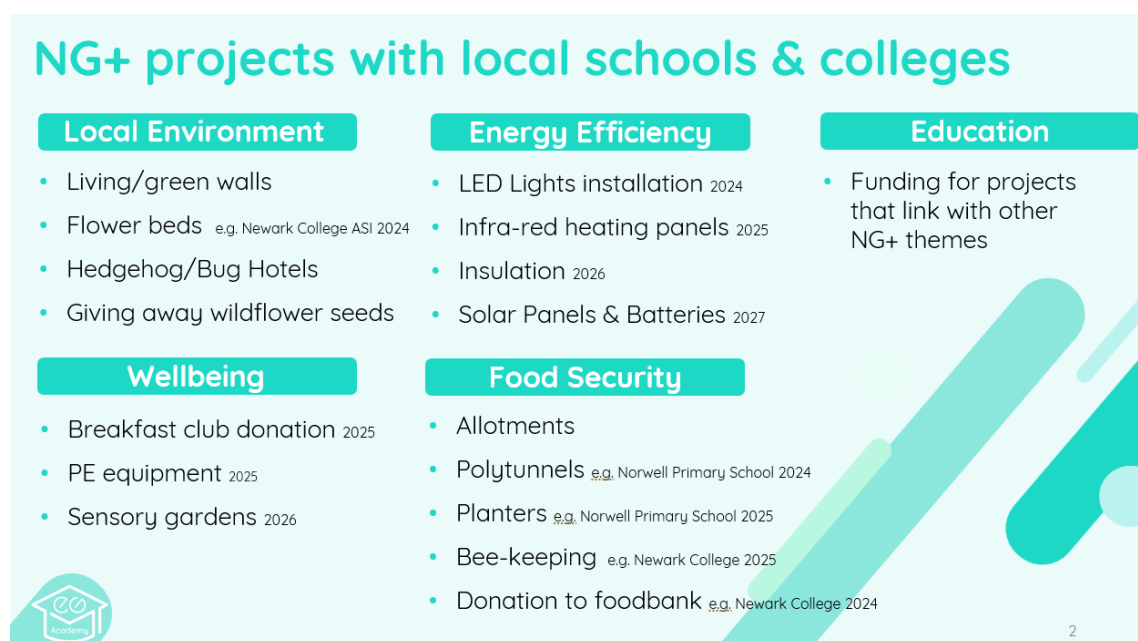 NG+ projects with local schools & colleges
Local Environment
• Living/green walls
• Flower beds e.g. Newark College ASI 2024
• Hedgehog/Bug Hotels
• Giving away wildflower seeds
Energy Efficiency
• LED Lights installation 2024
• Infra-red heating panels 2025
• Insulation 2026
• Solar Panels & Batteries 2027
Education
• Funding for projects
that link with other
NG+ themes
Wellbeing
• Breakfast club donation 2025
• PE equipment 2025
• Sensory gardens 2026
Food Security
• Allotments
• Polytunnels e.g. Norwell Primary School 2024
• Planters e.g. Norwell Primary School 2025
• Bee-keeping e.g. Newark College 2025
• Donation to foodbank e.g. Newark College 2024
eco
Academy
2